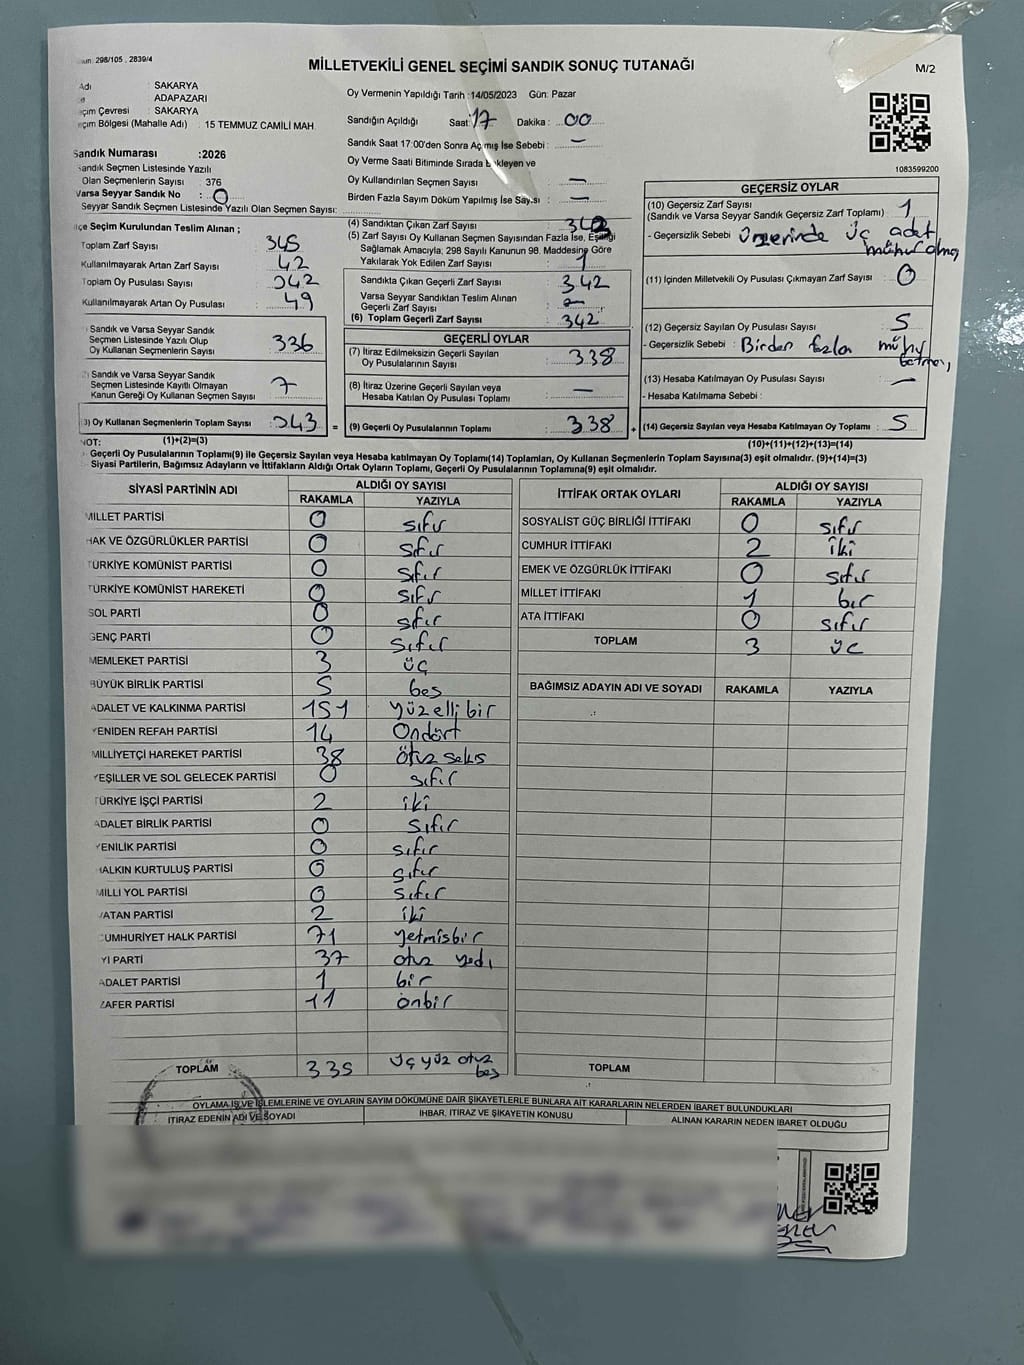 298/105 , 2839/4
MİLLETVEKİLİ GENEL SEÇİMİ SANDIK SONUÇ TUTANAĞI
M/2
Adı : SAKARYA
ADAPAZARI
çim Çevresi : SAKARYA
çim Bölgesi (Mahalle Adı) : 15 TEMMUZ CAMİLİ MAH.
Sandık Numarası :2026
Sandık Seçmen Listesinde Yazılı
Olan Seçmenlerin Sayısı : 376
Varsa Seyyar Sandık No : 0
Seyyar Sandık Seçmen Listesinde Yazılı Olan Seçmen Sayısı:
Oy Vermenin Yapıldığı Tarih :14/05/2023 Gün: Pazar
Sandığın Açıldığı Saat: 17 Dakika : 00
Sandık Saat 17:00'den Sonra Açılmış İse Sebebi : —
Oy Verme Saati Bitiminde Sırada Bekleyen ve
Oy Kullandırılan Seçmen Sayısı —
Birden Fazla Sayım Döküm Yapılmış İse Sayısı —
1083599200
İlçe Seçim Kurulundan Teslim Alınan ;
Toplam Zarf Sayısı 345
Kullanılmayarak Artan Zarf Sayısı 42
Toplam Oy Pusulası Sayısı 342
Kullanılmayarak Artan Oy Pusulası 49
(4) Sandıktan Çıkan Zarf Sayısı
(5) Zarf Sayısı Oy Kullanan Seçmen Sayısından Fazla İse, Eşitliği
Sağlamak Amacıyla; 298 Sayılı Kanunun 98. Maddesine Göre
Yakılarak Yok Edilen Zarf Sayısı 1
Sandıkta Çıkan Geçerli Zarf Sayısı 342
Varsa Seyyar Sandıktan Teslim Alınan
Geçerli Zarf Sayısı
(6) Toplam Geçerli Zarf Sayısı 342
GEÇERSİZ OYLAR
(10) Geçersiz Zarf Sayısı 1
(Sandık ve Varsa Seyyar Sandık Geçersiz Zarf Toplamı)
- Geçersizlik Sebebi : Üzerinde üç adet
mühür olmo,
(11) İçinden Milletvekili Oy Pusulası Çıkmayan Zarf Sayısı 0
(12) Geçersiz Sayılan Oy Pusulası Sayısı 5
- Geçersizlik Sebebi : Birden fazla
(13) Hesaba Katılmayan Oy Pusulası Sayısı —
- Hesaba Katılmama Sebebi :
Sandık ve Varsa Seyyar Sandık
Seçmen Listesinde Yazılı Olup
Oy Kullanan Seçmenlerin Sayısı 336
Sandık ve Varsa Seyyar Sandık
Seçmen Listesinde Kayıtlı Olmayan
Kanun Gereği Oy Kullanan Seçmen Sayısı 7
GEÇERLİ OYLAR
(7) İtiraz Edilmeksizin Geçerli Sayılan
Oy Pusulalarının Sayısı 338
(8) İtiraz Üzerine Geçerli Sayılan veya
Hesaba Katılan Oy Pusulası Toplamı —
3) Oy Kullanan Seçmenlerin Toplam Sayısı 343 = (9) Geçerli Oy Pusulalarının Toplamı 338 + (14) Geçersiz Sayılan veya Hesaba Katılmayan Oy Toplamı 5
NOT: (1)+(2)=(3) (10)+(11)+(12)+(13)=(14)
- Geçerli Oy Pusulalarının Toplamı(9) ile Geçersiz Sayılan veya Hesaba Katılmayan Oy Toplamı(14) Toplamları, Oy Kullanan Seçmenlerin Toplam Sayısına(3) eşit olmalıdır. (9)+(14)=(3)
Siyasi Partilerin, Bağımsız Adayların ve İttifakların Aldığı Ortak Oyların Toplamı, Geçerli Oy Pusulalarının Toplamına(9) eşit olmalıdır.
SİYASİ PARTİNİN ADI ALDIĞI OY SAYISI
RAKAMLA YAZIYLA
MİLLET PARTİSİ 0 sıfır
HAK VE ÖZGÜRLÜKLER PARTİSİ 0 sıfır
TÜRKİYE KOMÜNİST PARTİSİ 0 sıfır
TÜRKİYE KOMÜNİST HAREKETİ 0 sıfır
SOL PARTİ 0 sıfır
GENÇ PARTİ 0 sıfır
MEMLEKET PARTİSİ 3 üç
BÜYÜK BİRLİK PARTİSİ 5 beş
ADALET VE KALKINMA PARTİSİ 151 yüzelli bir
YENİDEN REFAH PARTİSİ 14 Ondört
MİLLİYETÇİ HAREKET PARTİSİ 38 otuz sekis
YEŞİLLER VE SOL GELECEK PARTİSİ 0 sıfır
TÜRKİYE İŞÇİ PARTİSİ 2 iki
ADALET BİRLİK PARTİSİ 0 sıfır
YENİLİK PARTİSİ 0 sıfır
HALKIN KURTULUŞ PARTİSİ 0 sıfır
MİLLİ YOL PARTİSİ 0 sıfır
VATAN PARTİSİ 2 iki
CUMHURİYET HALK PARTİSİ 71 yetmisbir
İYİ PARTİ 37 otuz yedi
ADALET PARTİSİ 1 bir
ZAFER PARTİSİ 11 onbir
TOPLAM 335 üç yüz otuz
beş
İTTİFAK ORTAK OYLARI ALDIĞI OY SAYISI
RAKAMLA YAZIYLA
SOSYALİST GÜÇ BİRLİĞİ İTTİFAKI 0 sıfır
CUMHUR İTTİFAKI 2 iki
EMEK VE ÖZGÜRLÜK İTTİFAKI 0 sıfır
MİLLET İTTİFAKI 1 bir
ATA İTTİFAKI 0 sıfır
TOPLAM 3 üç
BAĞIMSIZ ADAYIN ADI VE SOYADI RAKAMLA YAZIYLA
TOPLAM
OYLAMA İŞ VE İŞLEMLERİNE VE OYLARIN SAYIM DÖKÜMÜNE DAİR ŞİKAYETLERLE BUNLARA AİT KARARLARIN NELERDEN İBARET BULUNDUKLARI
İTİRAZ EDENİN ADI VE SOYADI İHBAR, İTİRAZ VE ŞİKAYETİN KONUSU ALINAN KARARIN NEDEN İBARET OLDUĞU